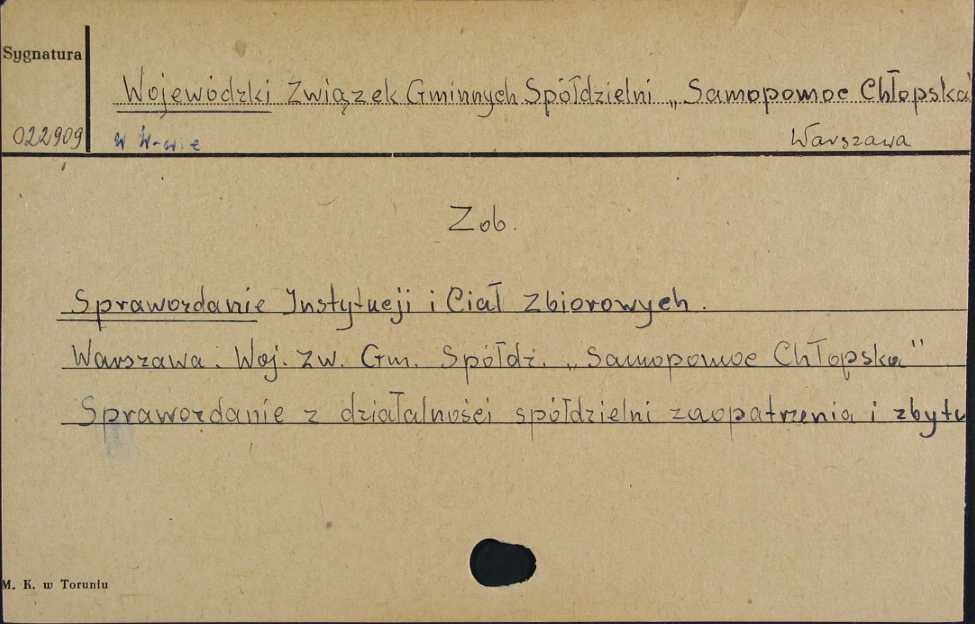 Sygnatura
Wojewódzki Związek Gminnych Spółdzielni „Samopomoc Chłopska
022909 w W-wie Warszawa
Zob.
Sprawozdanie Instytucji i Ciał Zbiorowych.
Warszawa. Woj. Zw. Gm. Spółdz. „Samopomoc Chłopska"
Sprawozdanie z działalności spółdzielni zaopatrzenia i zbytu
M. K. w Toruniu